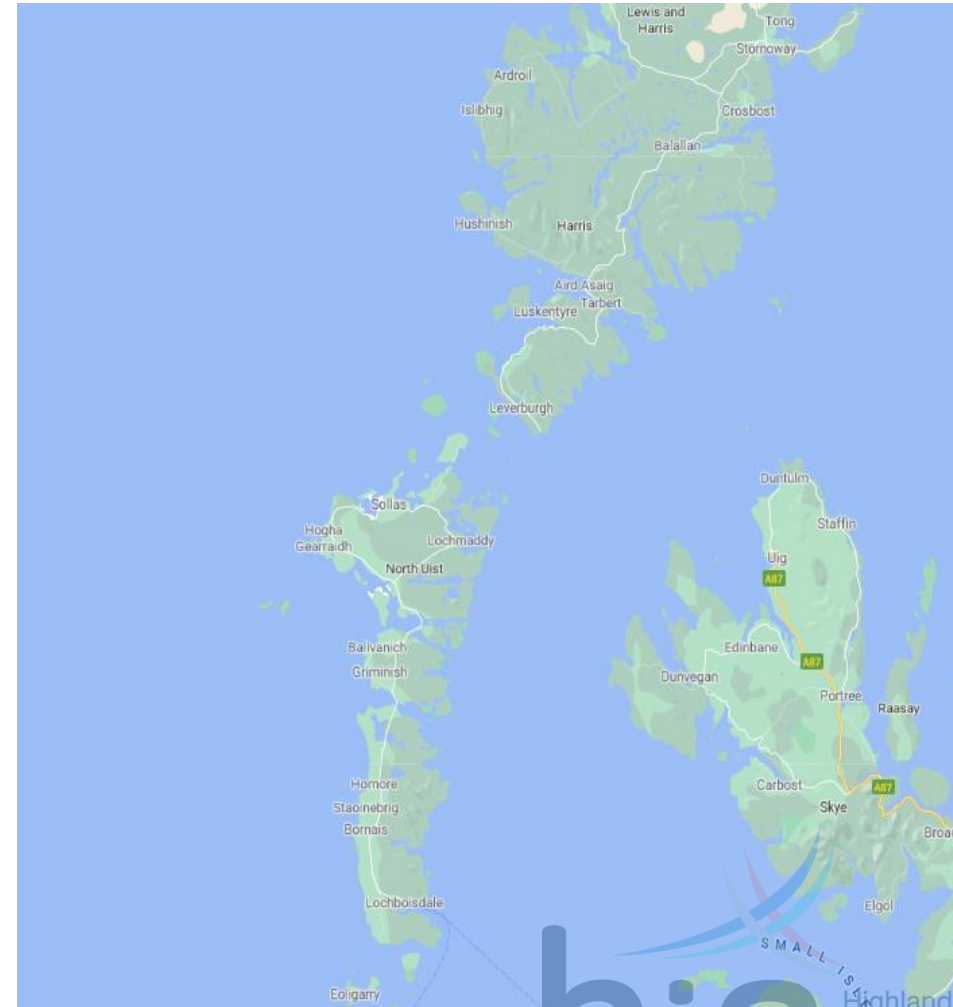 Lewis and
Harris
Tong
Stornoway
Ardroil
Islibhig
Crosbost
Balallan
Hushinish
Harris
Aird Asaig
Tarbert
Luskentyre
Leverburgh
Duntulm
Sollas
Staffin
Hogha
Gearraidh
Lochmaddy
Uig
North Uist
A87
Balivanich
Edinbane
A87
Griminish
Dunvegan
Portree
Raasay
Homore
Carbost
A87
Staoinebrig
Skye
Bornais
Broa
Lochboisdale
Elgol
SMALL ISL
Eoligarry
Highland